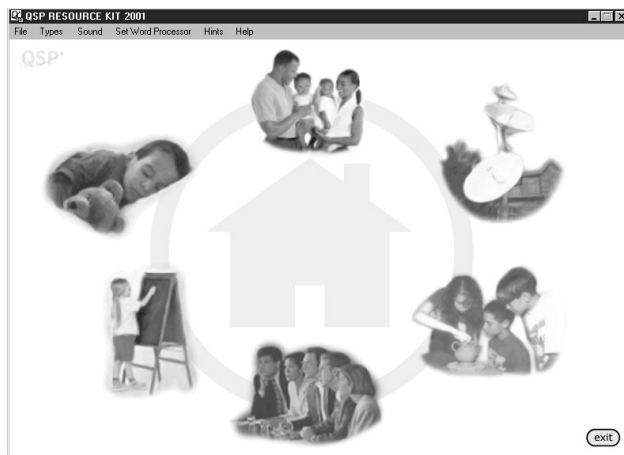 QSP RESOURCE KIT 2001
File Types Sound Set Word Processor Hints Help
QSP
exit